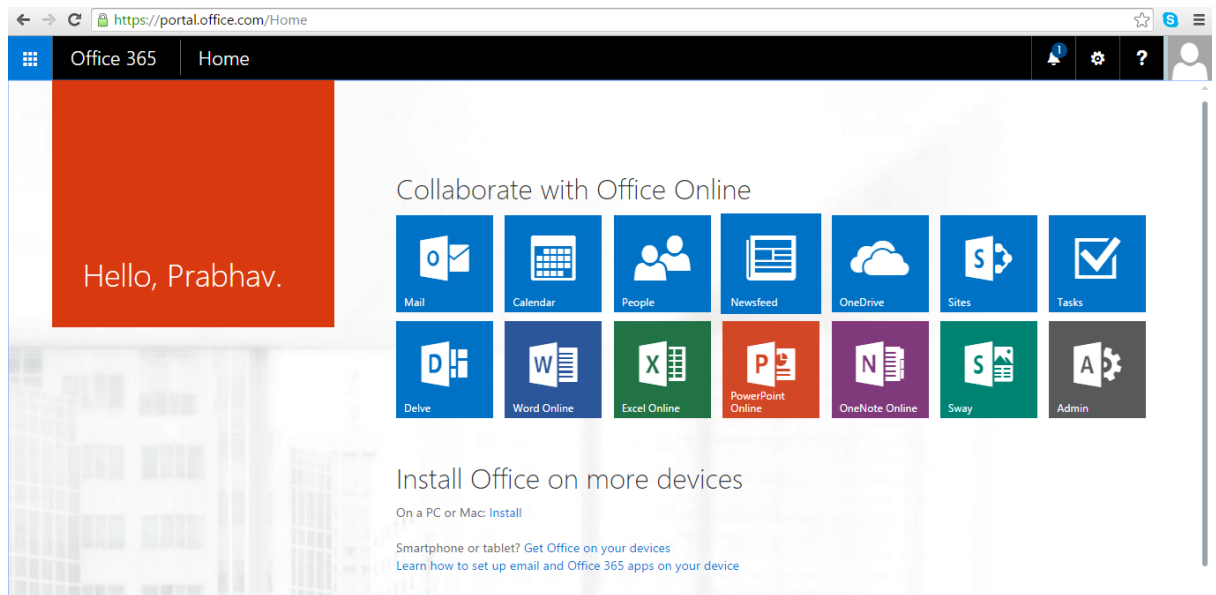 https://portal.office.com/Home
Office 365 Home
1 ?
Hello, Prabhav.
Collaborate with Office Online
Mail Calendar People Newsfeed OneDrive Sites Tasks
Delve Word Online Excel Online PowerPoint Online OneNote Online Sway Admin
Install Office on more devices
On a PC or Mac: Install
Smartphone or tablet? Get Office on your devices
Learn how to set up email and Office 365 apps on your device